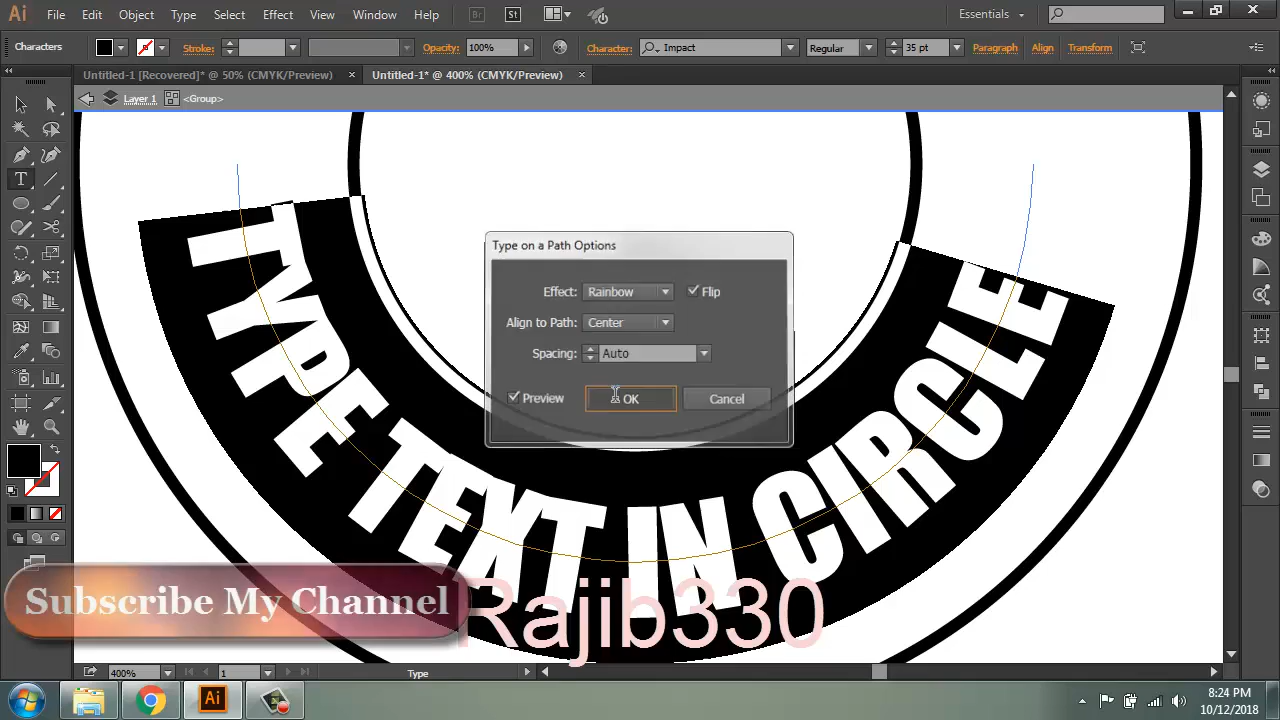 Ai File Edit Object Type Select Effect View Window Help Br St Essentials
Characters Stroke: Opacity: 100% Character: Impact Regular 35 pt Paragraph Align Transform
Untitled-1 [Recovered]* @ 50% (CMYK/Preview) × Untitled-1* @ 400% (CMYK/Preview) ×
Layer 1 <Group>
Type on a Path Options
Effect: Rainbow Flip
Align to Path: Center
Spacing: Auto
Preview OK Cancel
TYPE TEXT IN CIRCLE
Subscribe My Channel
Rajib330
400% 1 Type
Ai 8:24 PM
10/12/2018